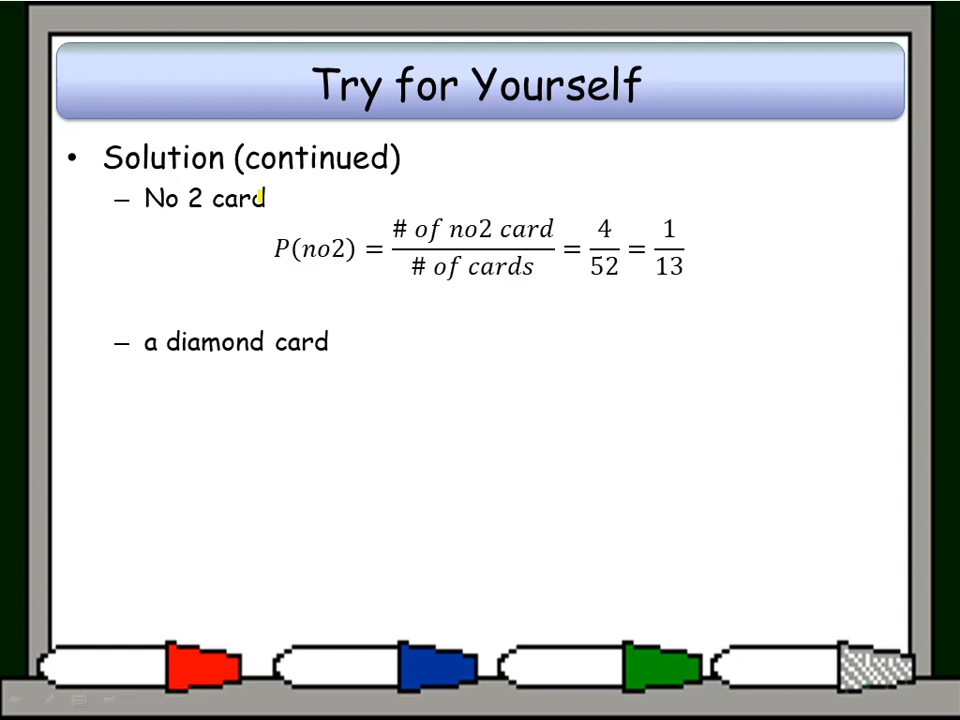 Try for Yourself
• Solution (continued)
– No 2 card
P(no2) = # of no2 card / # of cards = 4/52 = 1/13
– a diamond card